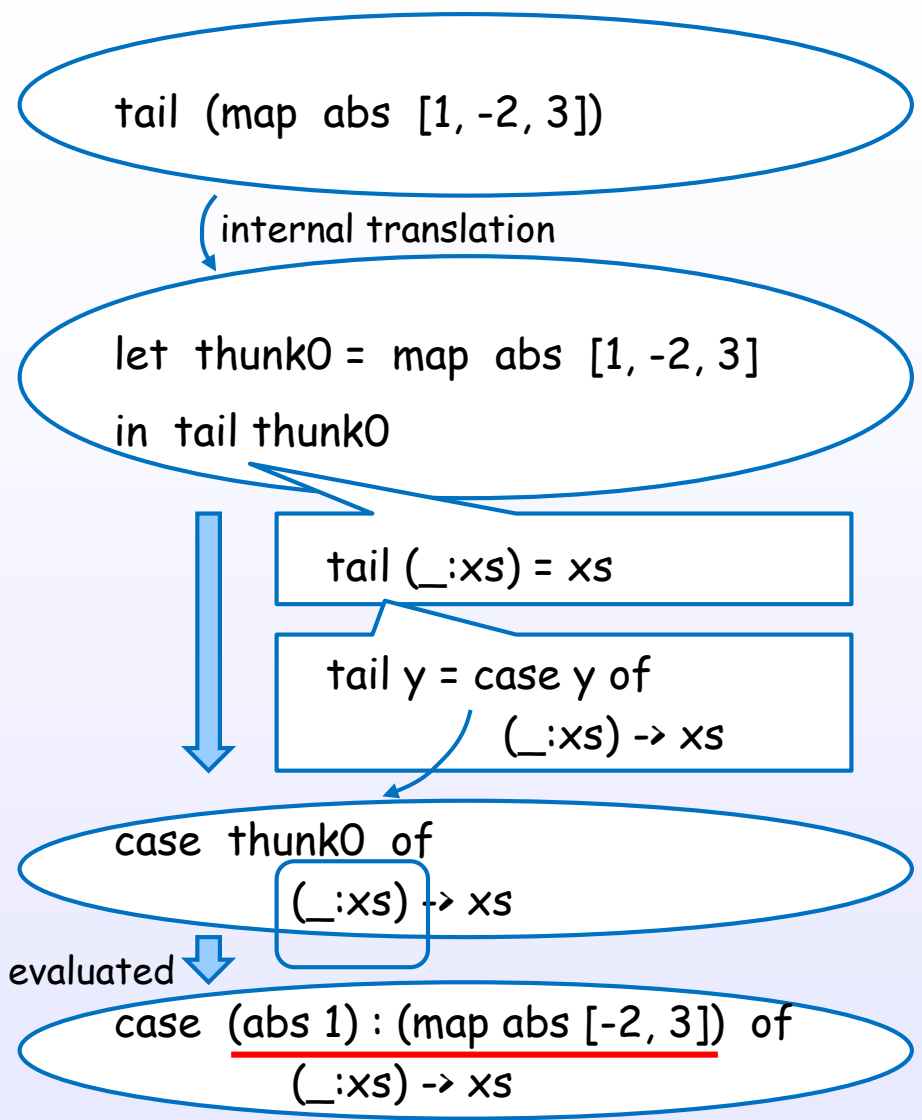 tail (map abs [1, -2, 3])
internal translation
let thunk0 = map abs [1, -2, 3]
in tail thunk0
tail (_:xs) = xs
tail y = case y of
(_:xs) -> xs
case thunk0 of
(_:xs) -> xs
evaluated
case (abs 1) : (map abs [-2, 3]) of
(_:xs) -> xs